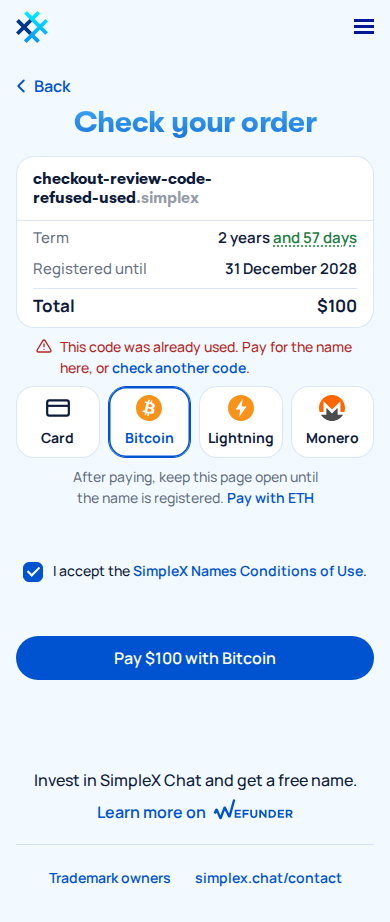 Back
Check your order
checkout-review-code-
refused-used.simplex
Term 2 years and 57 days
Registered until 31 December 2028
Total $100
This code was already used. Pay for the name
here, or check another code.
Card Bitcoin Lightning Monero
After paying, keep this page open until
the name is registered. Pay with ETH
I accept the SimpleX Names Conditions of Use.
Pay $100 with Bitcoin
Invest in SimpleX Chat and get a free name.
Learn more on WEFUNDER
Trademark owners simplex.chat/contact